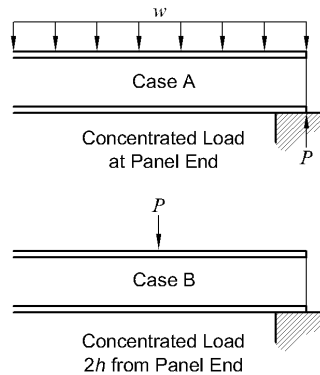 w
Case A
Concentrated Load
at Panel End
P
P
Case B
Concentrated Load
2h from Panel End